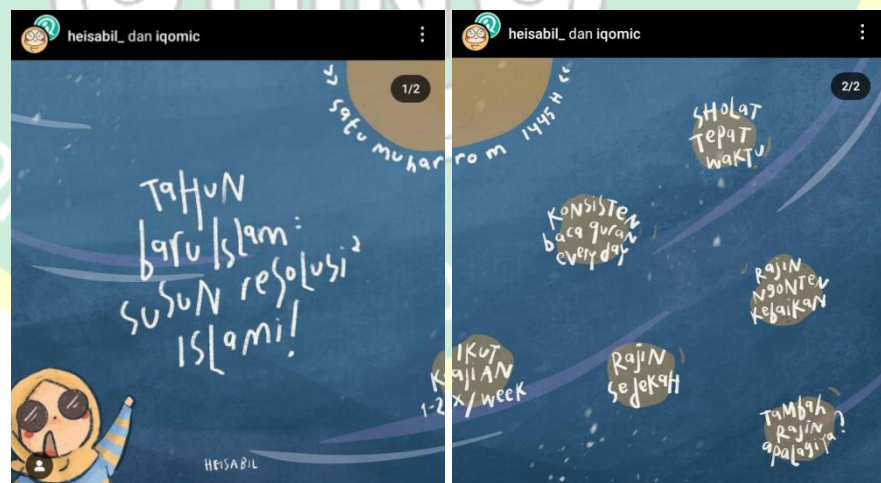 heisabil_ dan iqomic
1/2
satu muharrom 1445 H
TAHUN
baru Islam:
SUSUN resolusi²
ISLAMI!
HEISABIL
heisabil_ dan iqomic
2/2
SHOLAT
TEPAT
WAKTU
KONSISTEN
baca quran
everyday
RAJIN
NGONTEN
kebaikan
IKUT
KAJIAN
1-2x/week
RAJIN
SEDEKAH
TAMBAH
RAJIN
apalagi ya?